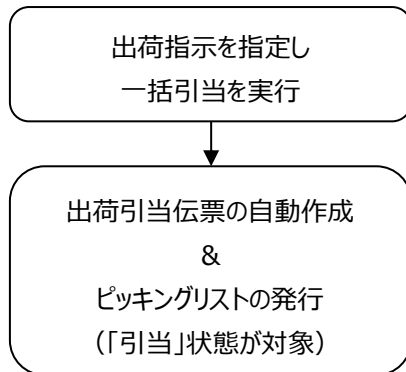 出荷指示を指定し
一括引当を実行
出荷引当伝票の自動作成
&
ピッキングリストの発行
(「引当」状態が対象)